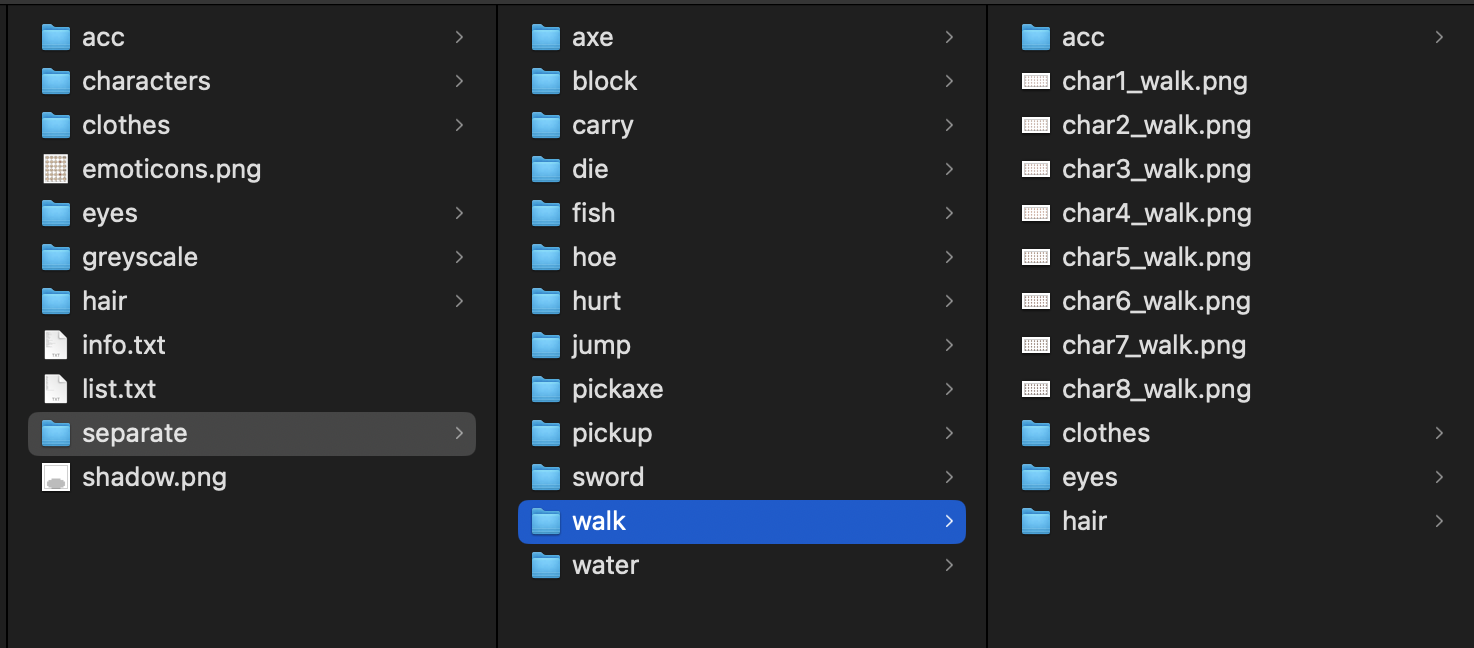 acc
characters
clothes
emoticons.png
eyes
greyscale
hair
info.txt
list.txt
separate
shadow.png
axe
block
carry
die
fish
hoe
hurt
jump
pickaxe
pickup
sword
walk
water
acc
char1_walk.png
char2_walk.png
char3_walk.png
char4_walk.png
char5_walk.png
char6_walk.png
char7_walk.png
char8_walk.png
clothes
eyes
hair